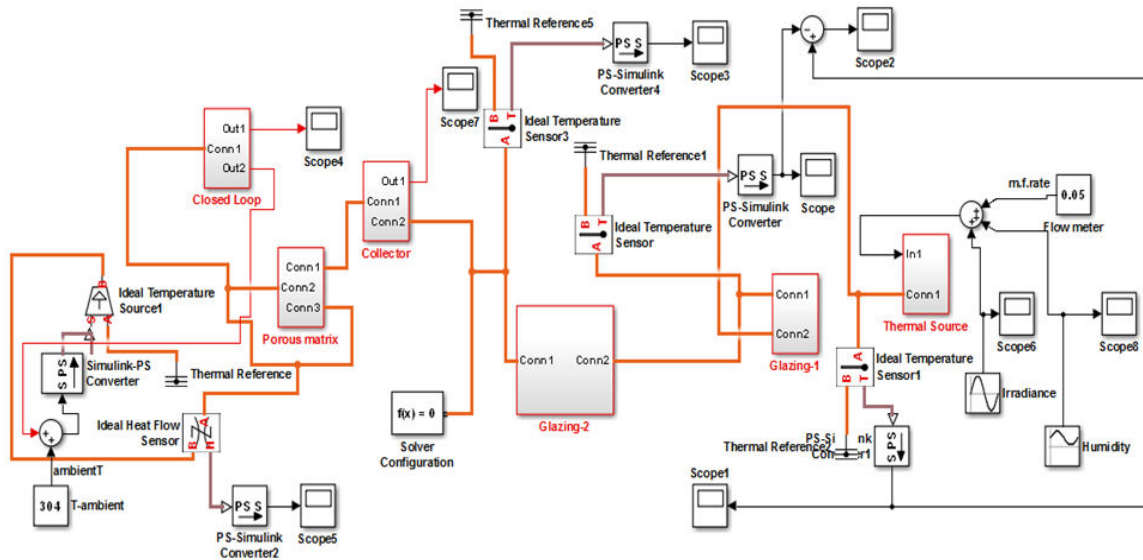 Thermal Reference5
PS S
PS-Simulink
Converter4
Scope3
Scope2
Scope7
B T
A
Ideal Temperature
Sensor3
Out1
Conn1
Out2
Closed Loop
Scope4
Thermal Reference1
PS S
PS-Simulink
Converter
Scope
Out1
Conn1
Conn2
Collector
B T
A
Ideal Temperature
Sensor
m.f.rate
0.05
Flow meter
In1
Conn1
Thermal Source
Scope6
Scope8
Conn1
Conn2
Conn3
Porous matrix
B
S A
Ideal Temperature
Source1
S PS
Simulink-PS
Converter
Thermal Reference
Conn1
Conn2
Glazing-2
Conn1
Conn2
Glazing-1
A
B T
Ideal Temperature
Sensor1
Irradiance
Humidity
Ideal Heat Flow
Sensor
A
B H
f(x) = 0
Solver
Configuration
Thermal Reference2
S PS
ambientT
304
T-ambient
PS S
PS-Simulink
Converter2
Scope5
Scope1